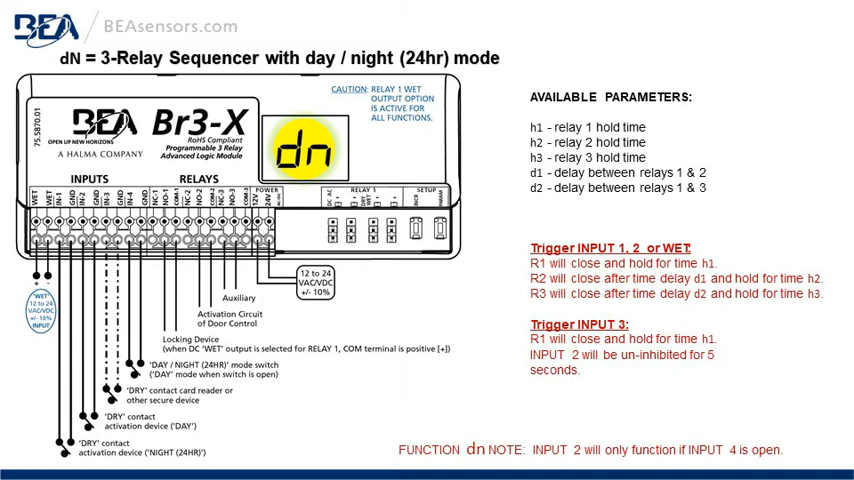 BEA / BEAsensors.com
dN = 3-Relay Sequencer with day / night (24hr) mode
CAUTION: RELAY 1 WET
OUTPUT OPTION
IS ACTIVE FOR
ALL FUNCTIONS.
75.5870.01
BEA
OPEN UP NEW HORIZONS
A HALMA COMPANY
Br3-X
RoHS Compliant
Programmable 3 Relay
Advanced Logic Module
dn
INPUTS
RELAYS
POWER
WET WET IN-1 GND IN-2 GND IN-3 GND IN-4 GND NC-1 NO-1 COM-1 NC-2 NO-2 COM-2 NC-3 NO-3 COM-3 12V 24V
RELAY 1
SETUP
DC AC
DRY WET
INCR
PARAM
+ -
'WET'
12 to 24
VAC/VDC
+/- 10%
INPUT
12 to 24
VAC/VDC
+/- 10%
Auxiliary
Activation Circuit
of Door Control
Locking Device
(when DC 'WET' output is selected for RELAY 1, COM terminal is positive [+])
'DAY / NIGHT (24HR)' mode switch
('DAY' mode when switch is open)
'DRY' contact card reader or
other secure device
'DRY' contact
activation device ('DAY')
'DRY' contact
activation device ('NIGHT (24HR)')
AVAILABLE PARAMETERS:
h1 - relay 1 hold time
h2 - relay 2 hold time
h3 - relay 3 hold time
d1 - delay between relays 1 & 2
d2 - delay between relays 1 & 3
Trigger INPUT 1, 2 or WET:
R1 will close and hold for time h1.
R2 will close after time delay d1 and hold for time h2.
R3 will close after time delay d2 and hold for time h3.
Trigger INPUT 3:
R1 will close and hold for time h1.
INPUT 2 will be un-inhibited for 5
seconds.
FUNCTION dn NOTE: INPUT 2 will only function if INPUT 4 is open.